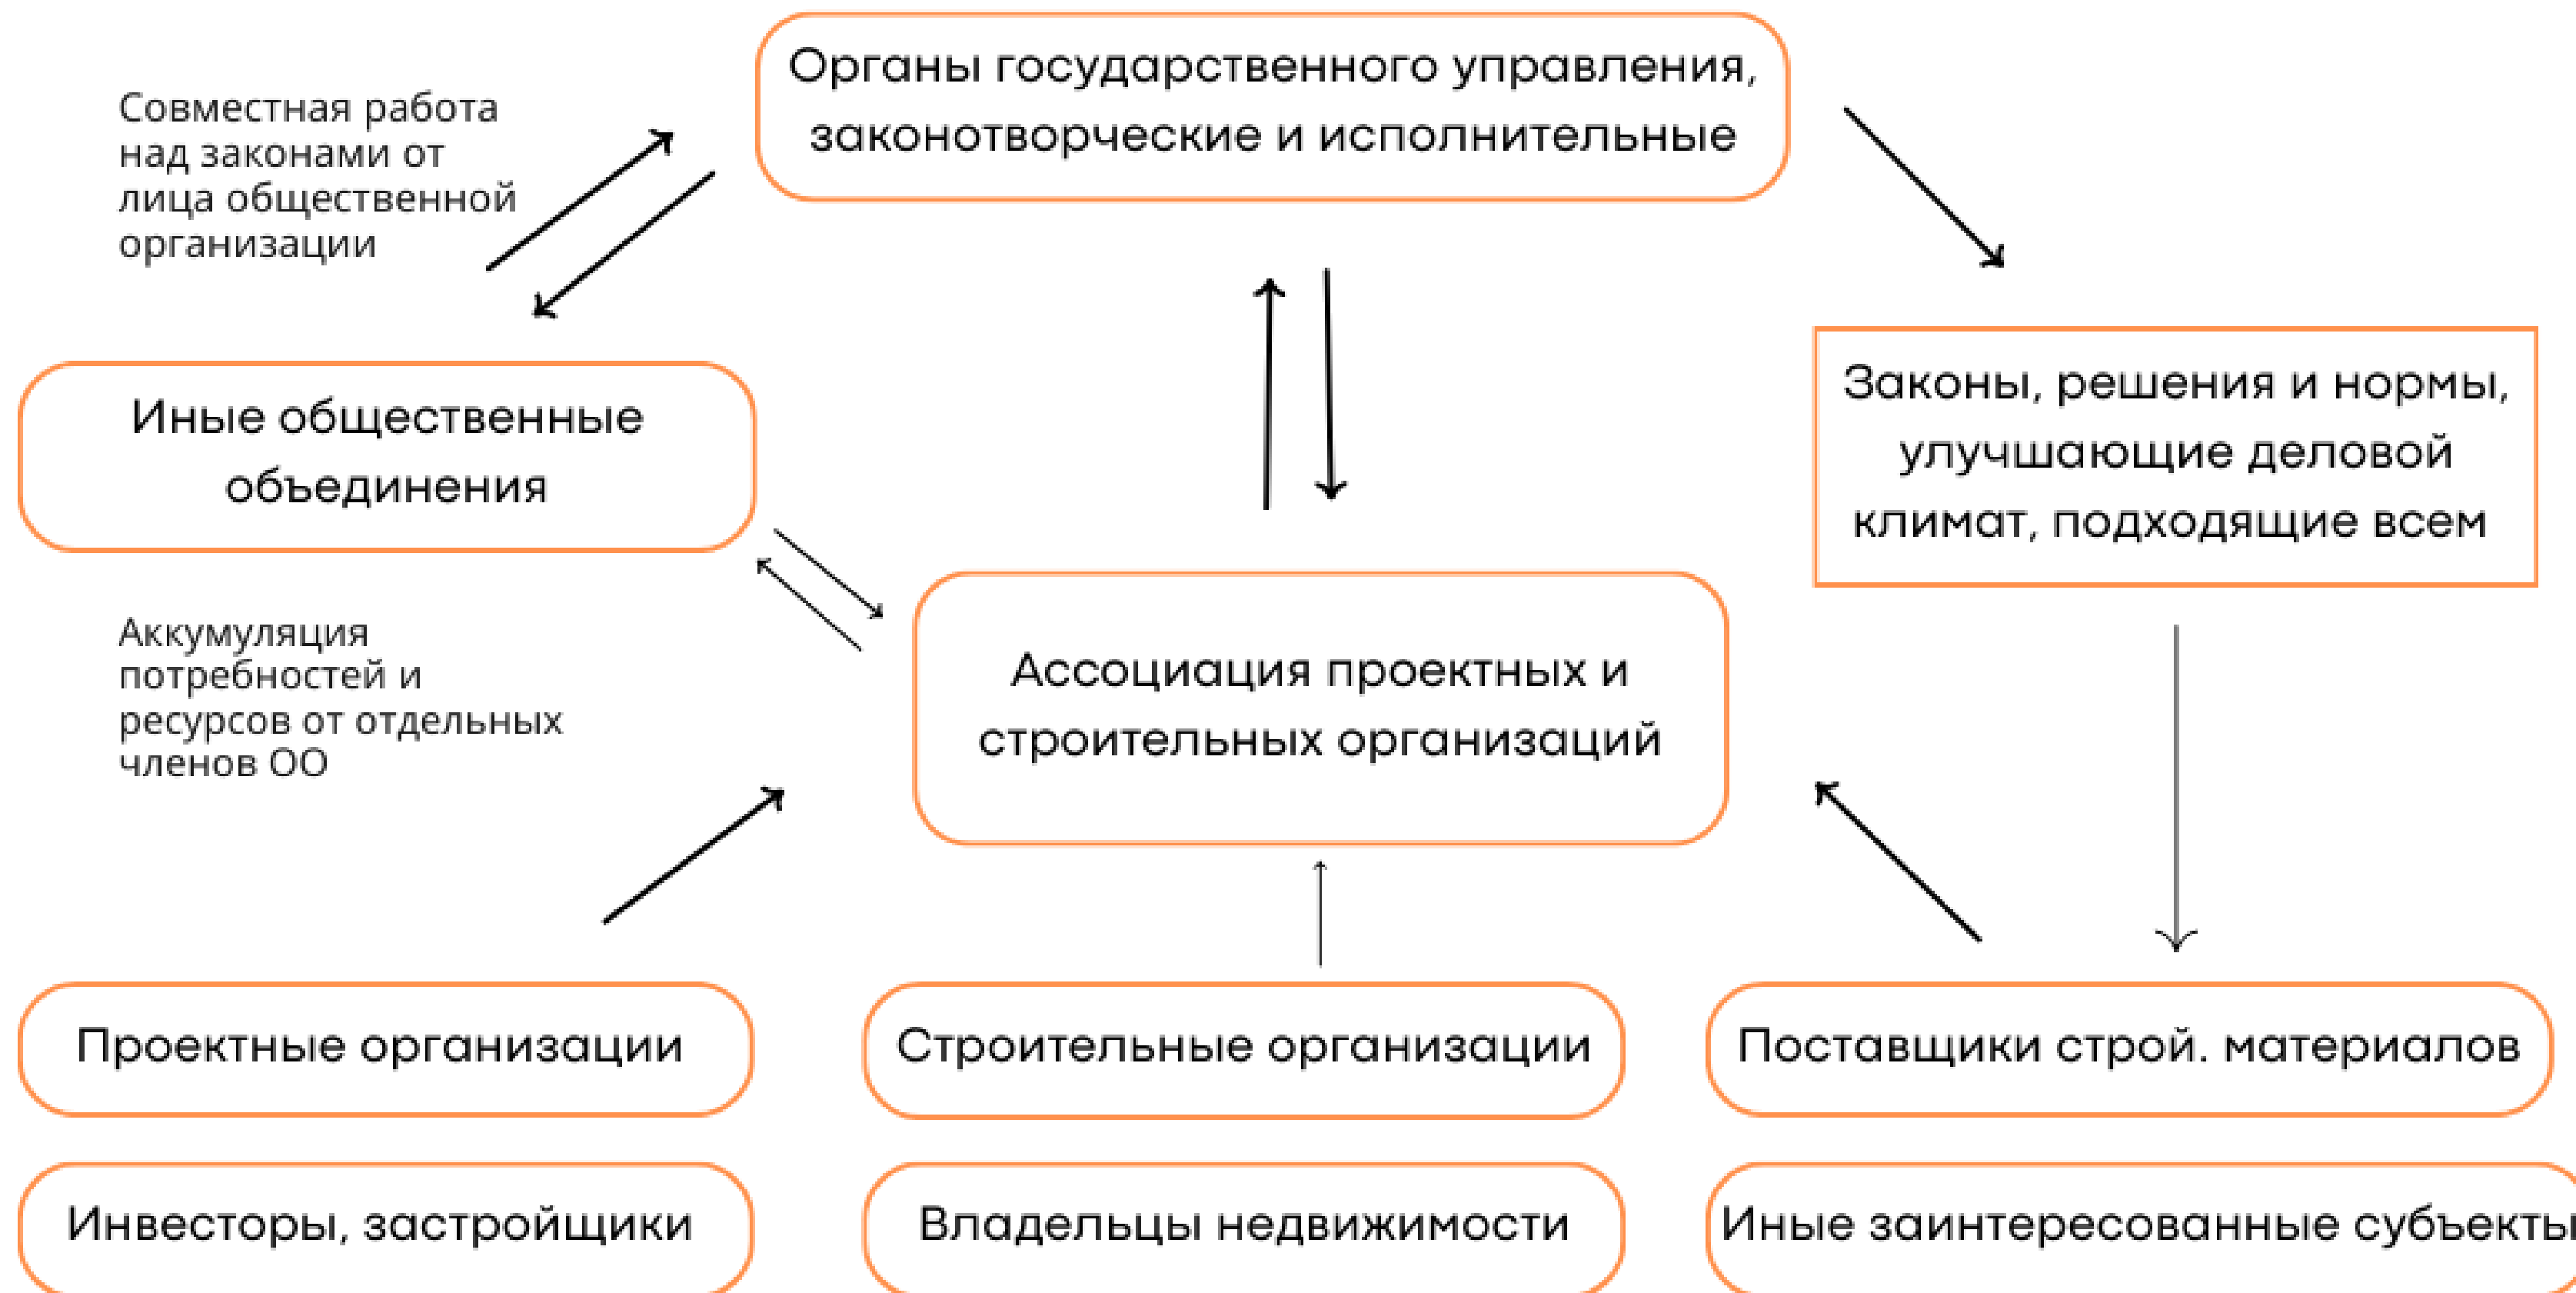 Органы государственного управления,
законотворческие и исполнительные
Совместная работа
над законами от
лица общественной
организации
Иные общественные
объединения
Законы, решения и нормы,
улучшающие деловой
климат, подходящие всем
Аккумуляция
потребностей и
ресурсов от отдельных
членов ОО
Ассоциация проектных и
строительных организаций
Проектные организации
Строительные организации
Поставщики строй. материалов
Инвесторы, застройщики
Владельцы недвижимости
Иные заинтересованные субъекты